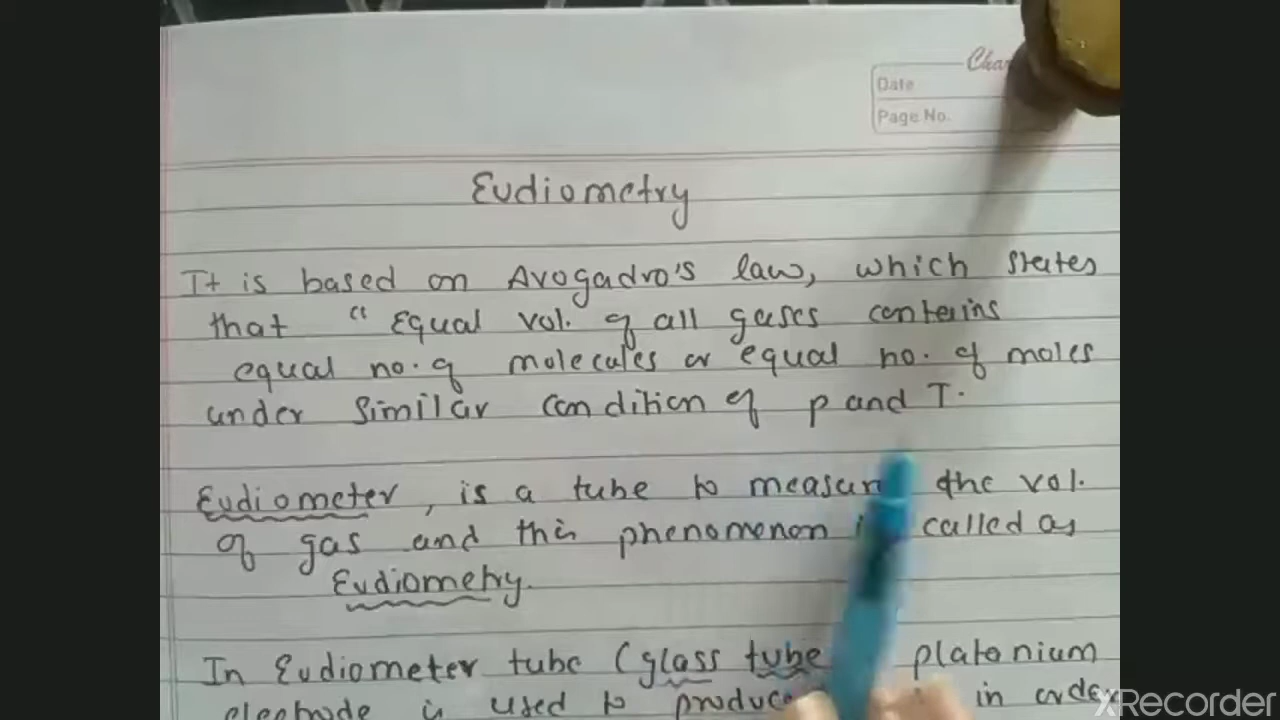 Date
Page No.
Eudiometry
It is based on Avogadro's law, which states
that "Equal vol. of all gases contains
equal no. of molecules or equal no. of moles
under similar condition of p and T.
Eudiometer, is a tube to measure the vol.
of gas and this phenomenon called as
Eudiometry.
In Eudiometer tube (glass tube platonium
electrode is used to produce in order
XRecorder